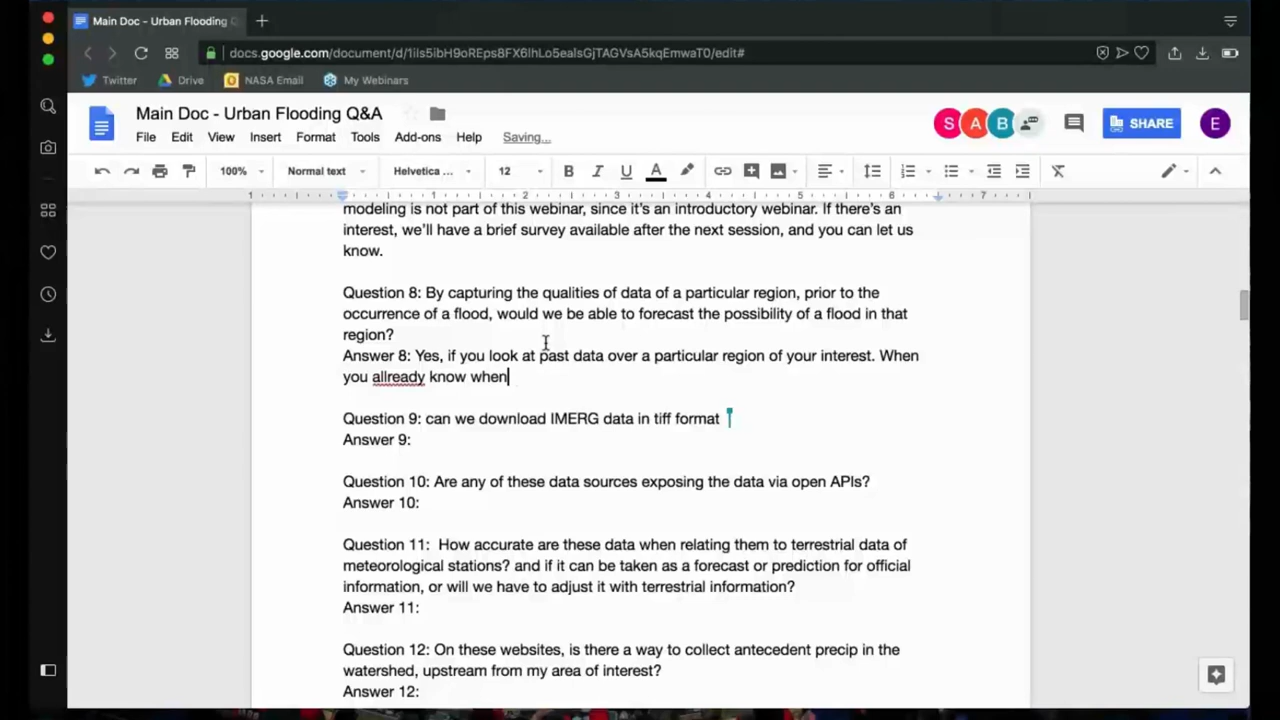 Main Doc - Urban Flooding Q
docs.google.com/document/d/1iIs5ibH9oREps8FX6lhLo5ealsGjTAGVsA5kqEmwaT0/edit#
Twitter Drive NASA Email My Webinars
Main Doc - Urban Flooding Q&A
S A B SHARE E
File Edit View Insert Format Tools Add-ons Help Saving...
100% Normal text Helvetica ... 12 B I U A
1 1 2 3 4 5 6 7
modeling is not part of this webinar, since it's an introductory webinar. If there's an
interest, we'll have a brief survey available after the next session, and you can let us
know.
Question 8: By capturing the qualities of data of a particular region, prior to the
occurrence of a flood, would we be able to forecast the possibility of a flood in that
region?
Answer 8: Yes, if you look at past data over a particular region of your interest. When
you allready know when
Question 9: can we download IMERG data in tiff format
Answer 9:
Question 10: Are any of these data sources exposing the data via open APIs?
Answer 10:
Question 11: How accurate are these data when relating them to terrestrial data of
meteorological stations? and if it can be taken as a forecast or prediction for official
information, or will we have to adjust it with terrestrial information?
Answer 11:
Question 12: On these websites, is there a way to collect antecedent precip in the
watershed, upstream from my area of interest?
Answer 12: